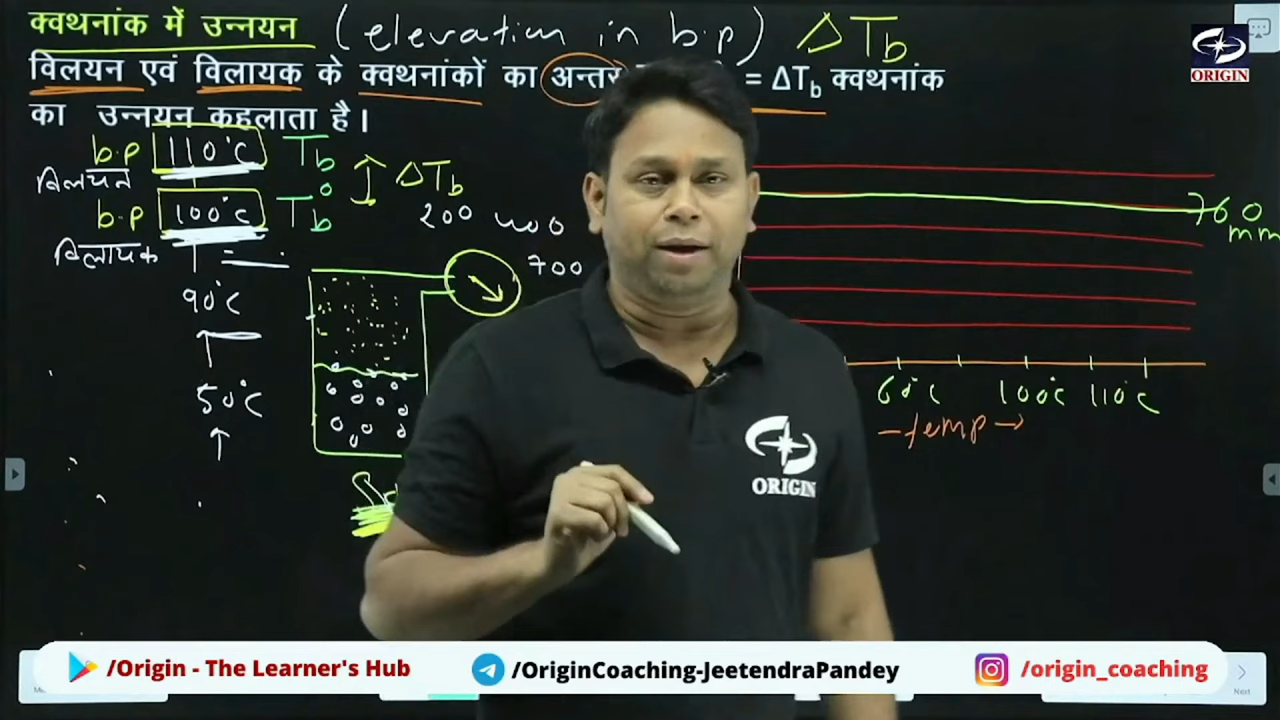 क्वथनांक में उन्नयन (elevation in b.p) ΔTb
विलयन एवं विलायक के क्वथनांकों का अन्तर = ΔTb क्वथनांक
का उन्नयन कहलाता है।
ORIGIN
b.p 110°C Tb
विलयन
ΔTb
b.p 100°C Tb°
विलायक
200 400
700
760
mm
90°C
50°C
60°C 100°C 110°C
temp
ORIGIN
/Origin - The Learner's Hub
/OriginCoaching-JeetendraPandey
/origin_coaching
Next